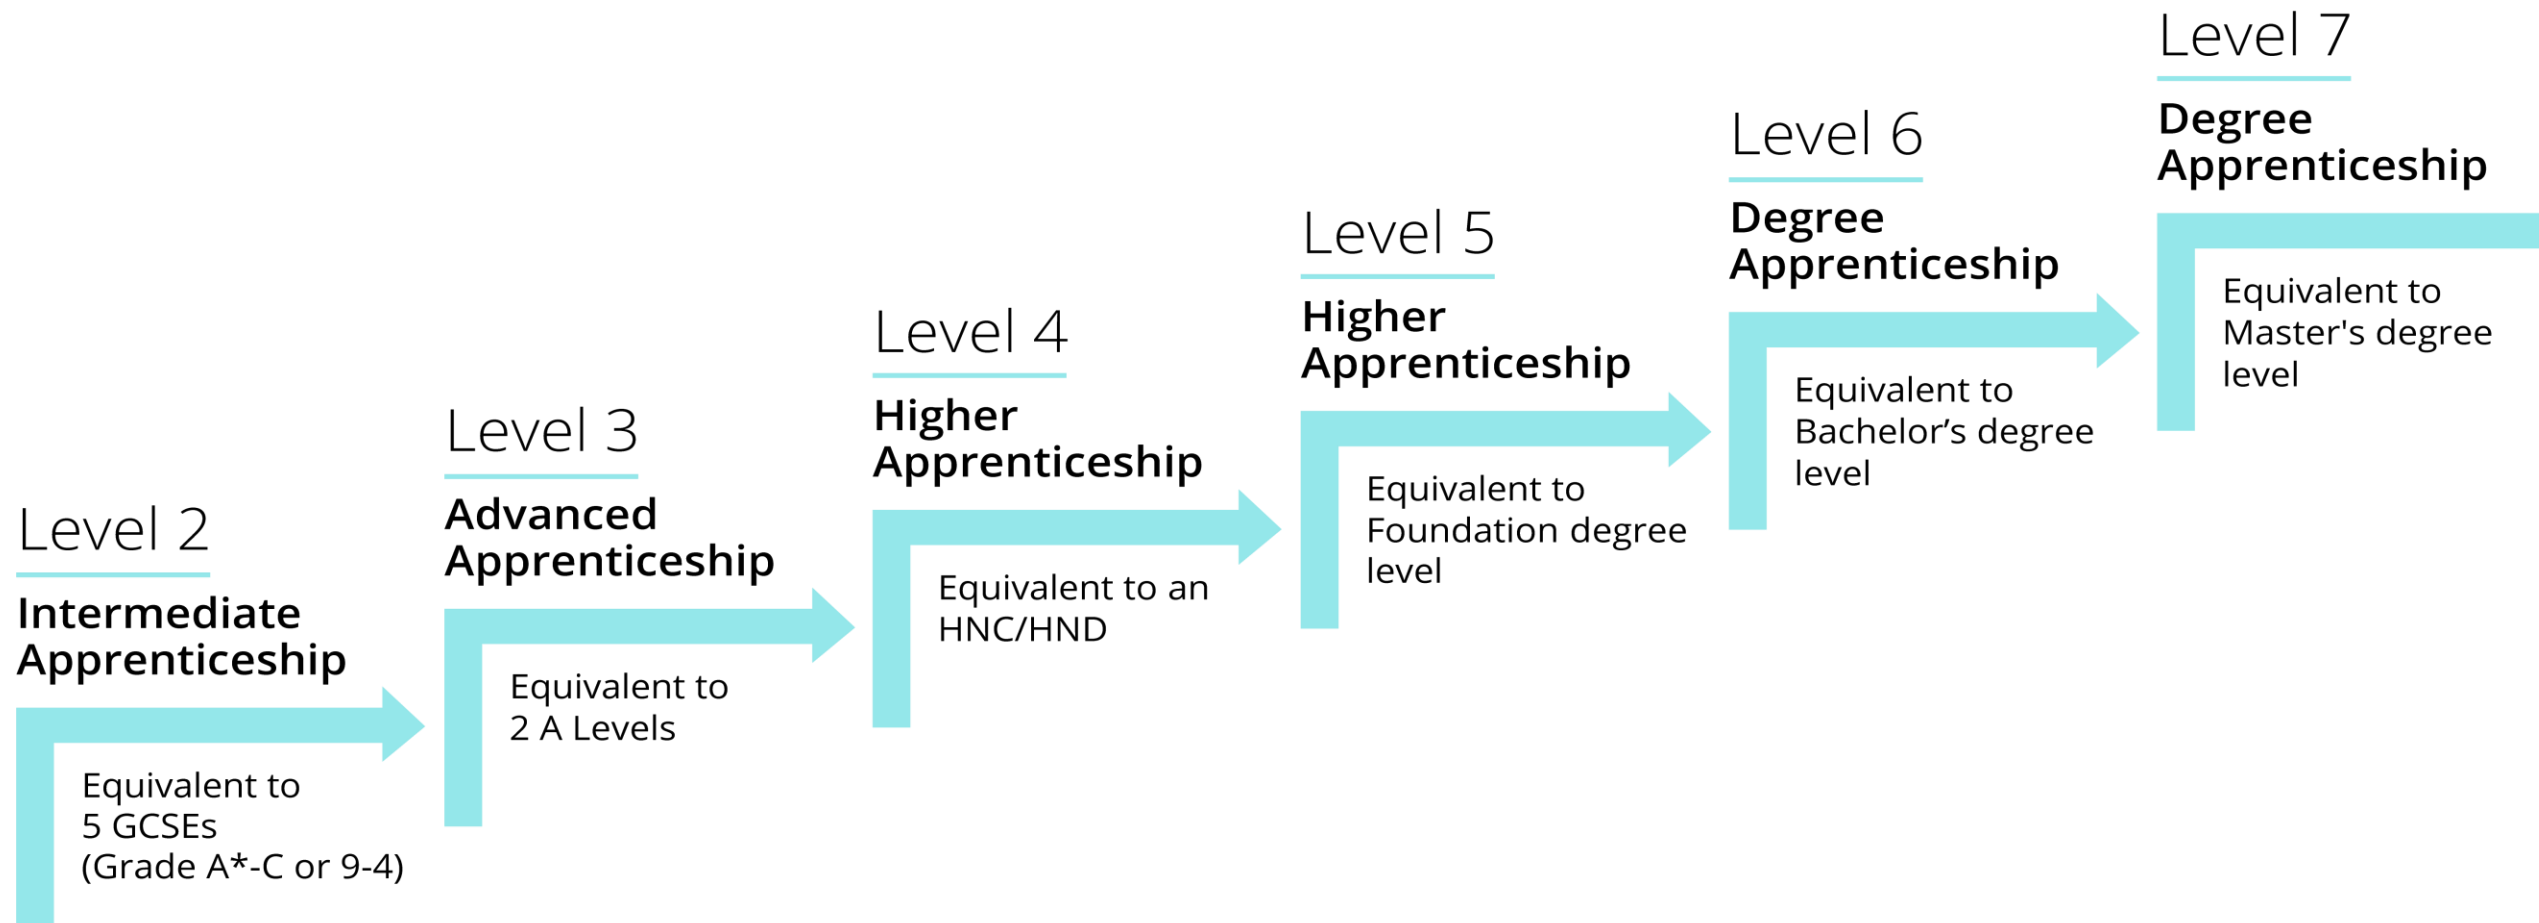 Level 2
Intermediate
Apprenticeship
Equivalent to
5 GCSEs
(Grade A*-C or 9-4)
Level 3
Advanced
Apprenticeship
Equivalent to
2 A Levels
Level 4
Higher
Apprenticeship
Equivalent to an
HNC/HND
Level 5
Higher
Apprenticeship
Equivalent to
Foundation degree
level
Level 6
Degree
Apprenticeship
Equivalent to
Bachelor’s degree
level
Level 7
Degree
Apprenticeship
Equivalent to
Master's degree
level